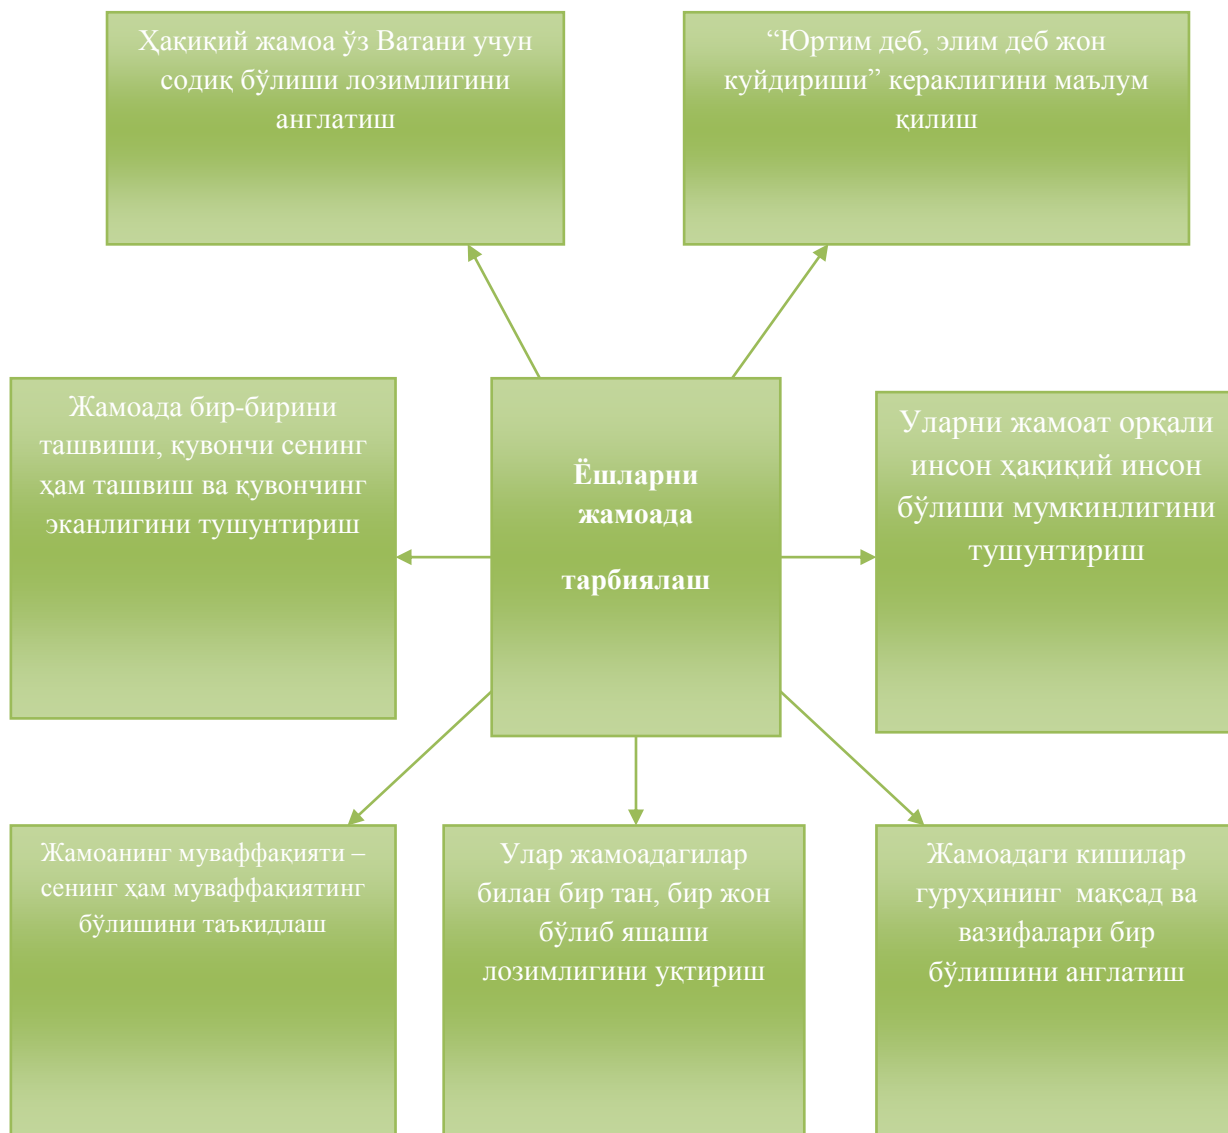 Ҳақиқий жамоа ўз Ватани учун
содиқ бўлиши лозимлигини
англатиш
“Юртим деб, элим деб жон
куйдириши” кераклигини маълум
қилиш
Жамоада бир-бирини
ташвиши, қувончи сенинг
ҳам ташвиш ва қувончинг
эканлигини тушунтириш
Ёшларни
жамоада
тарбиялаш
Уларни жамоат орқали
инсон ҳақиқий инсон
бўлиши мумкинлигини
тушунтириш
Жамоанинг муваффақияти –
сенинг ҳам муваффақиятинг
бўлишини таъкидлаш
Улар жамоадагилар
билан бир тан, бир жон
бўлиб яшаши
лозимлигини уқтириш
Жамоадаги кишилар
гуруҳининг мақсад ва
вазифалари бир
бўлишини англатиш